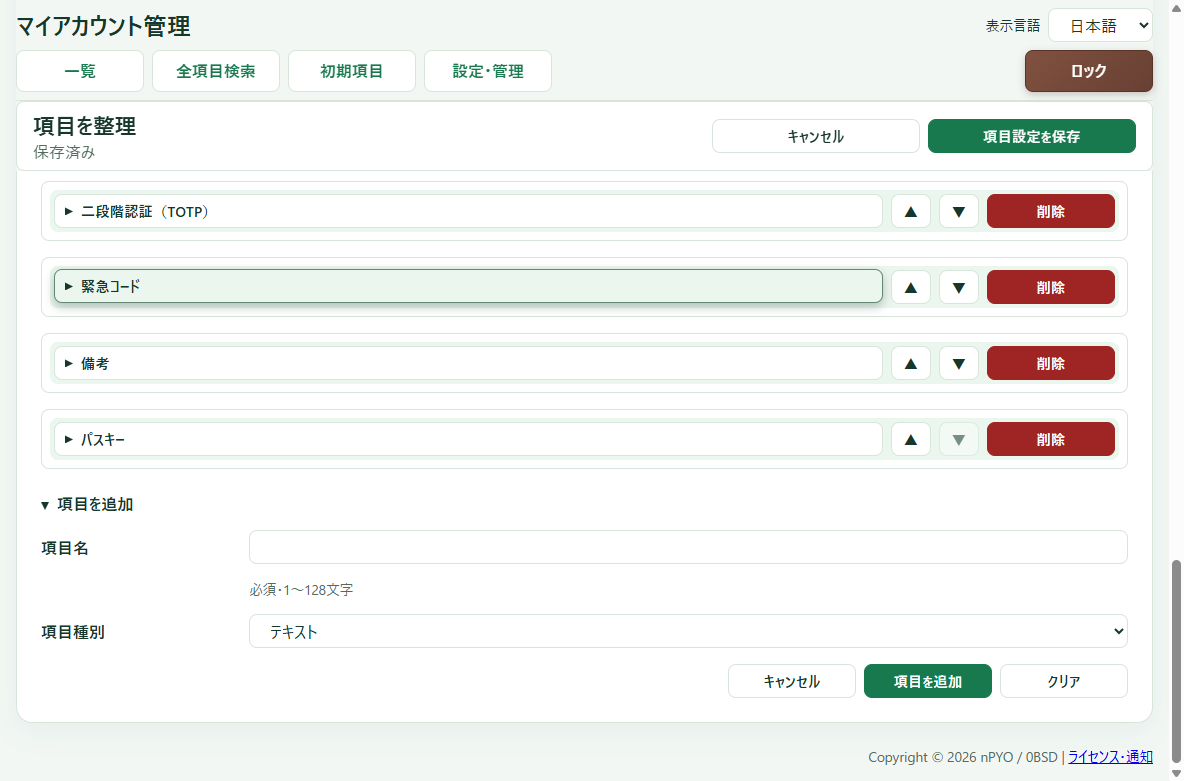 マイアカウント管理
表示言語 日本語
一覧 全項目検索 初期項目 設定・管理 ロック
項目を整理
保存済み
キャンセル 項目設定を保存
▶ 二段階認証（TOTP） ▲ ▼ 削除
▶ 緊急コード ▲ ▼ 削除
▶ 備考 ▲ ▼ 削除
▶ パスキー ▲ ▼ 削除
▼ 項目を追加
項目名
必須・1～128文字
項目種別 テキスト
キャンセル 項目を追加 クリア
Copyright © 2026 nPYO / 0BSD | ライセンス・通知